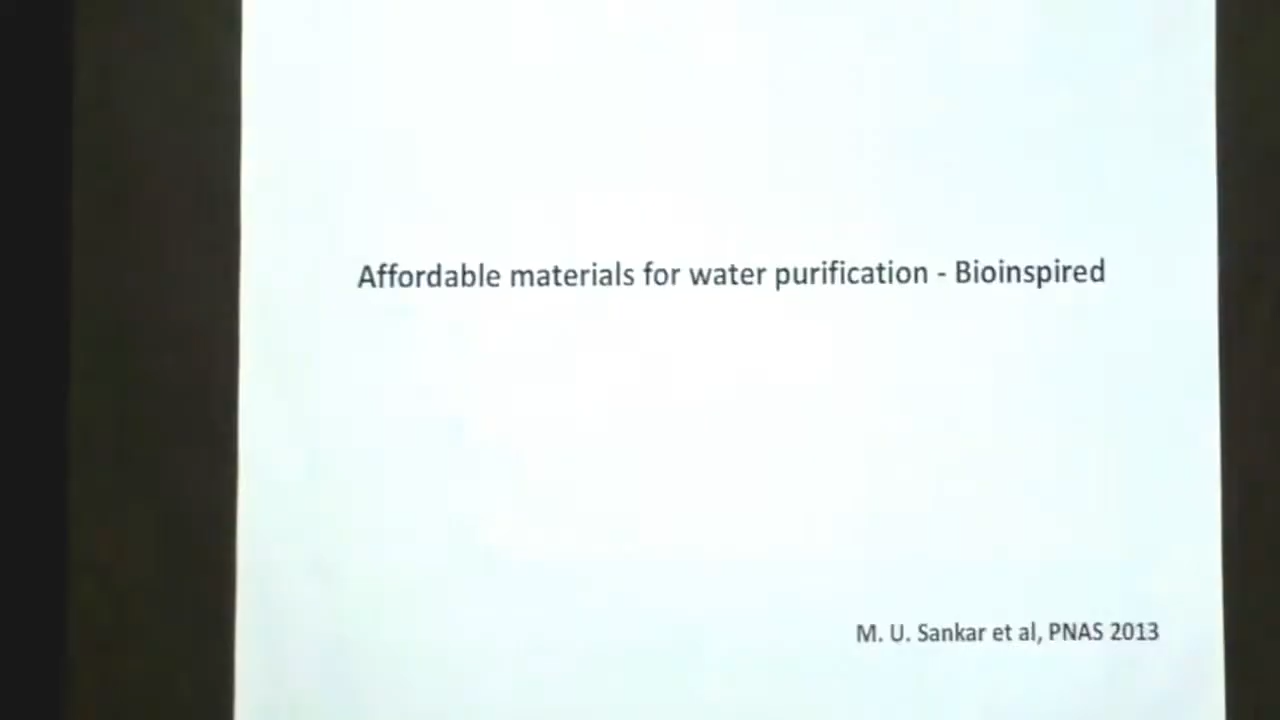 Affordable materials for water purification - Bioinspired
M. U. Sankar et al, PNAS 2013